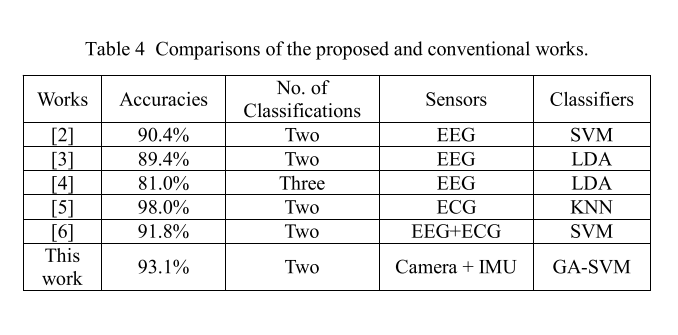 Table 4 Comparisons of the proposed and conventional works.
Works Accuracies No. of Classifications Sensors Classifiers
[2] 90.4% Two EEG SVM
[3] 89.4% Two EEG LDA
[4] 81.0% Three EEG LDA
[5] 98.0% Two ECG KNN
[6] 91.8% Two EEG+ECG SVM
This work 93.1% Two Camera + IMU GA-SVM